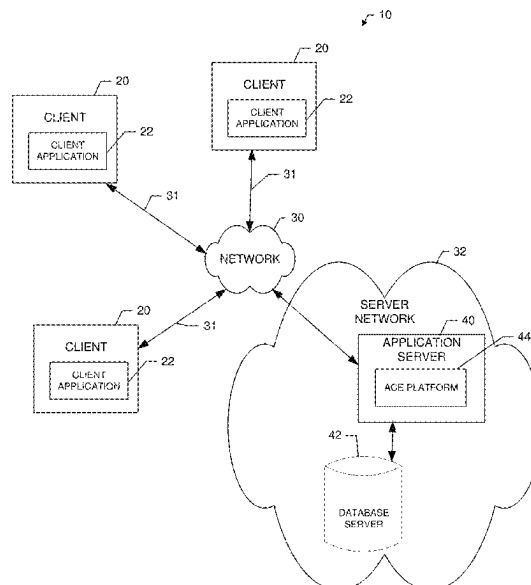 10
20
CLIENT
22
CLIENT
APPLICATION
31
20
CLIENT
22
CLIENT
APPLICATION
31
30
NETWORK
20
CLIENT
22
CLIENT
APPLICATION
31
32
SERVER
NETWORK
40
APPLICATION
SERVER
44
ACE PLATFORM
42
DATABASE
SERVER